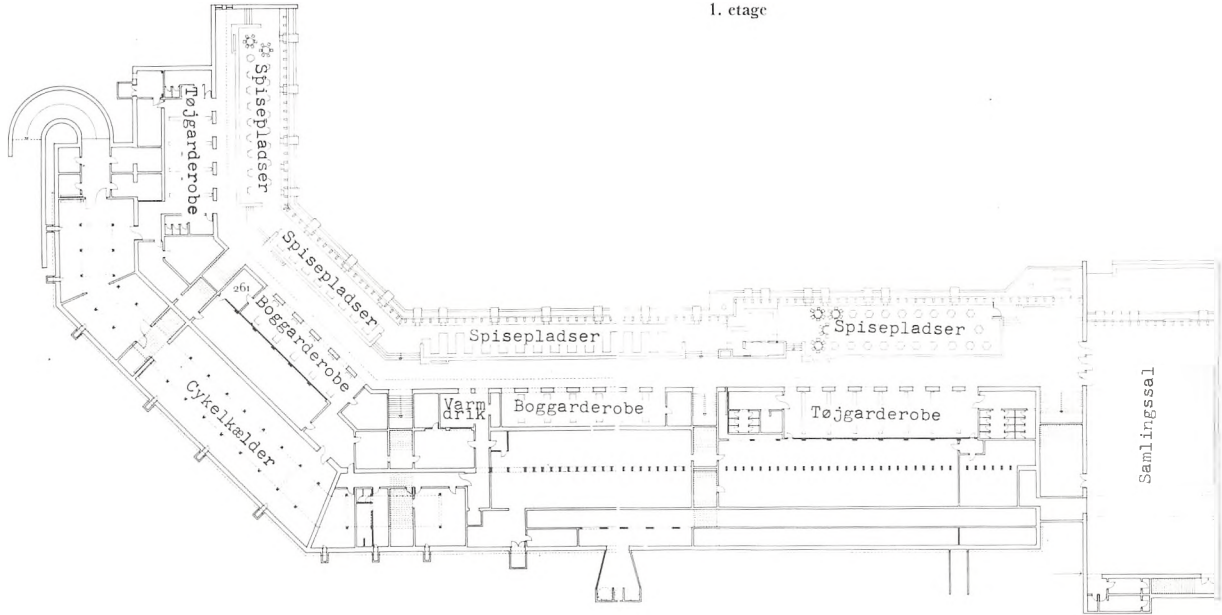 1. etage
Spisepladser
Tøjgarderobe
Spisepladser
261
Boggarderobe
Spisepladser
Spisepladser
Cykelkælder
Varm
drik
Boggarderobe
Tøjgarderobe
Samlingssal